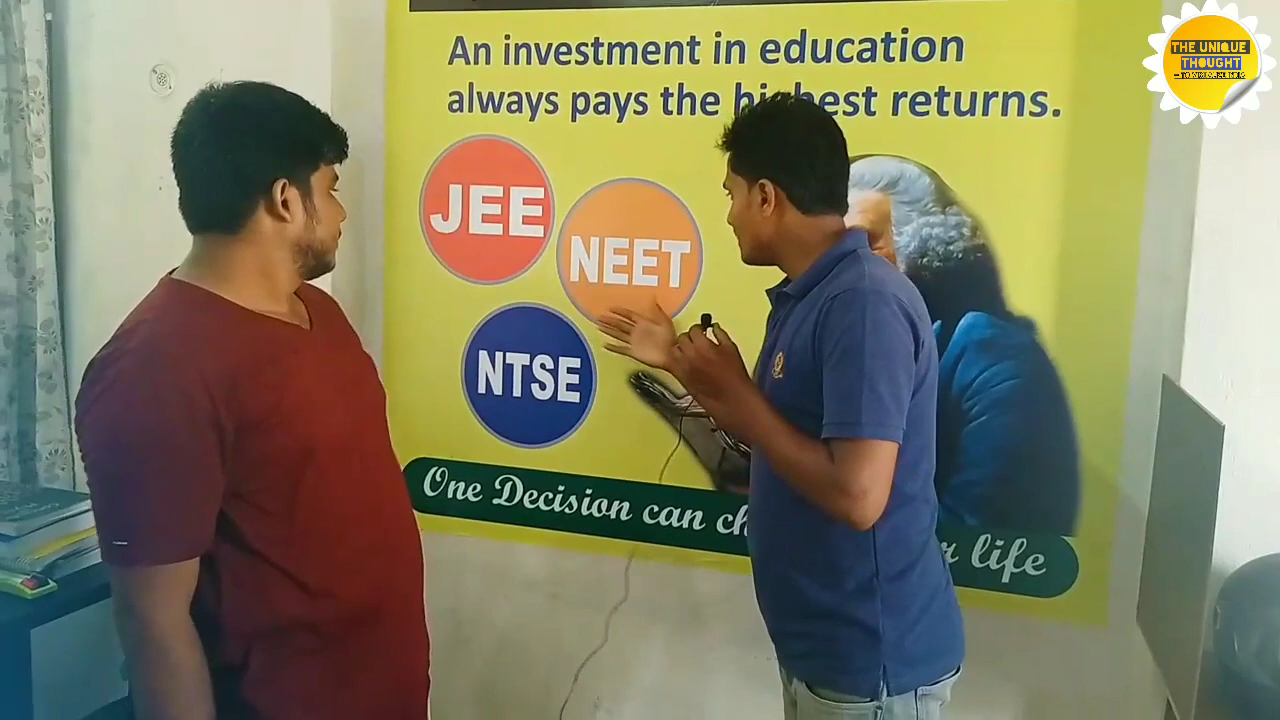 An investment in education
always pays the highest returns.
JEE
NEET
NTSE
One Decision can ch
r life
THE UNIQUE
THOUGHT